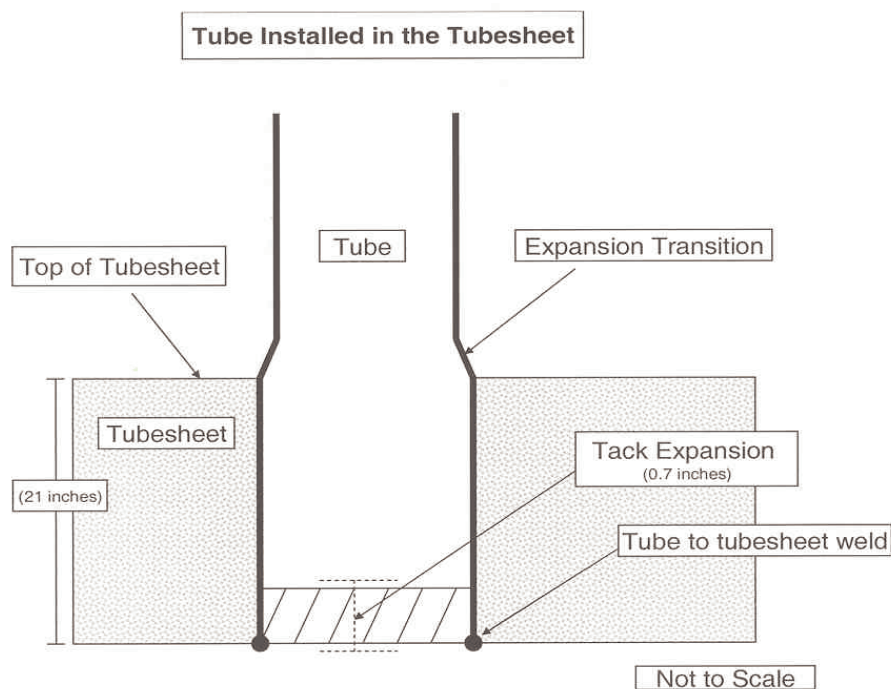 Tube Installed in the Tubesheet
Tube
Expansion Transition
Top of Tubesheet
Tubesheet
Tack Expansion
(0.7 inches)
(21 inches)
Tube to tubesheet weld
Not to Scale